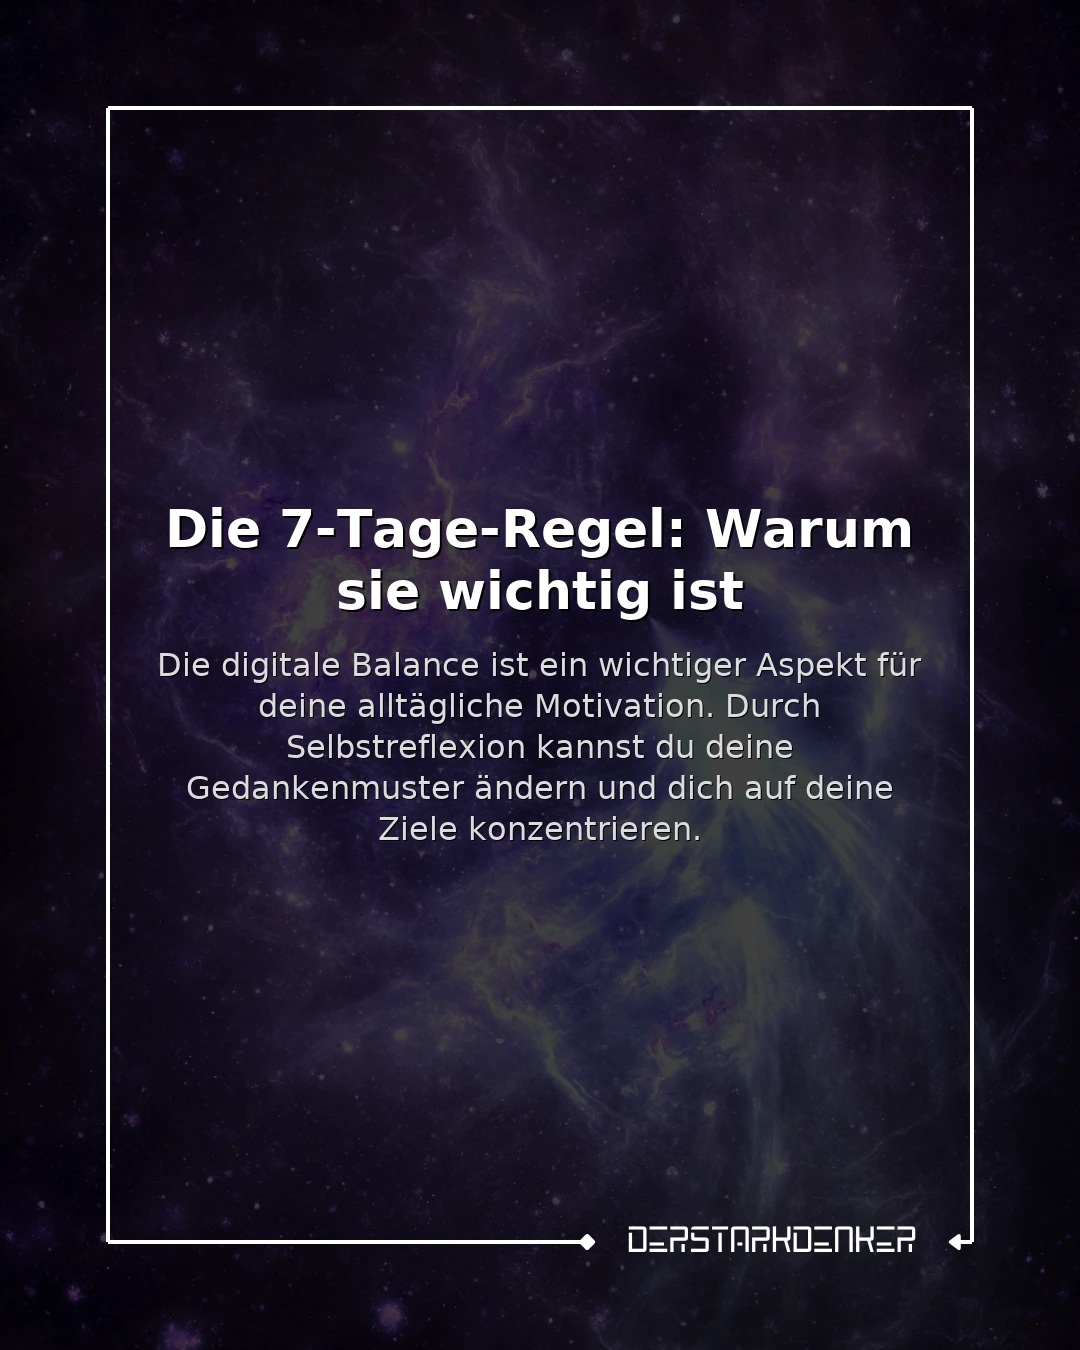 Die 7-Tage-Regel: Warum
sie wichtig ist
Die digitale Balance ist ein wichtiger Aspekt für
deine alltägliche Motivation. Durch
Selbstreflexion kannst du deine
Gedankenmuster ändern und dich auf deine
Ziele konzentrieren.
DERSTARKDENKER